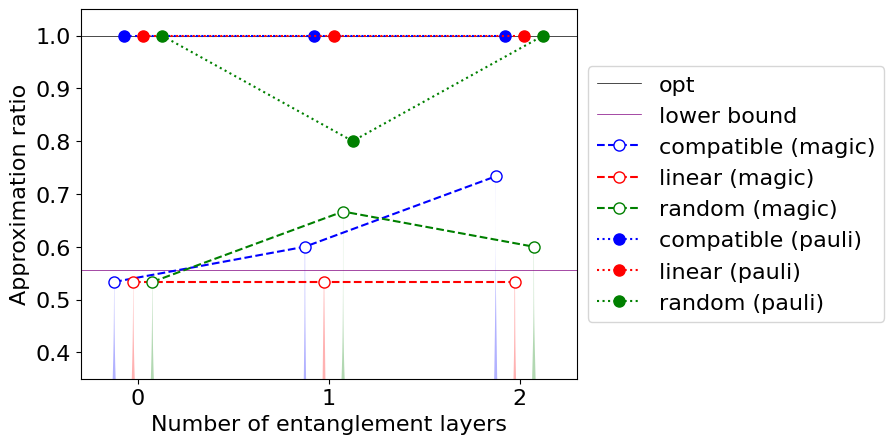 1.0
0.9
0.8
0.7
0.6
0.5
0.4
Approximation ratio
0 1 2
Number of entanglement layers
opt
lower bound
compatible (magic)
linear (magic)
random (magic)
compatible (pauli)
linear (pauli)
random (pauli)